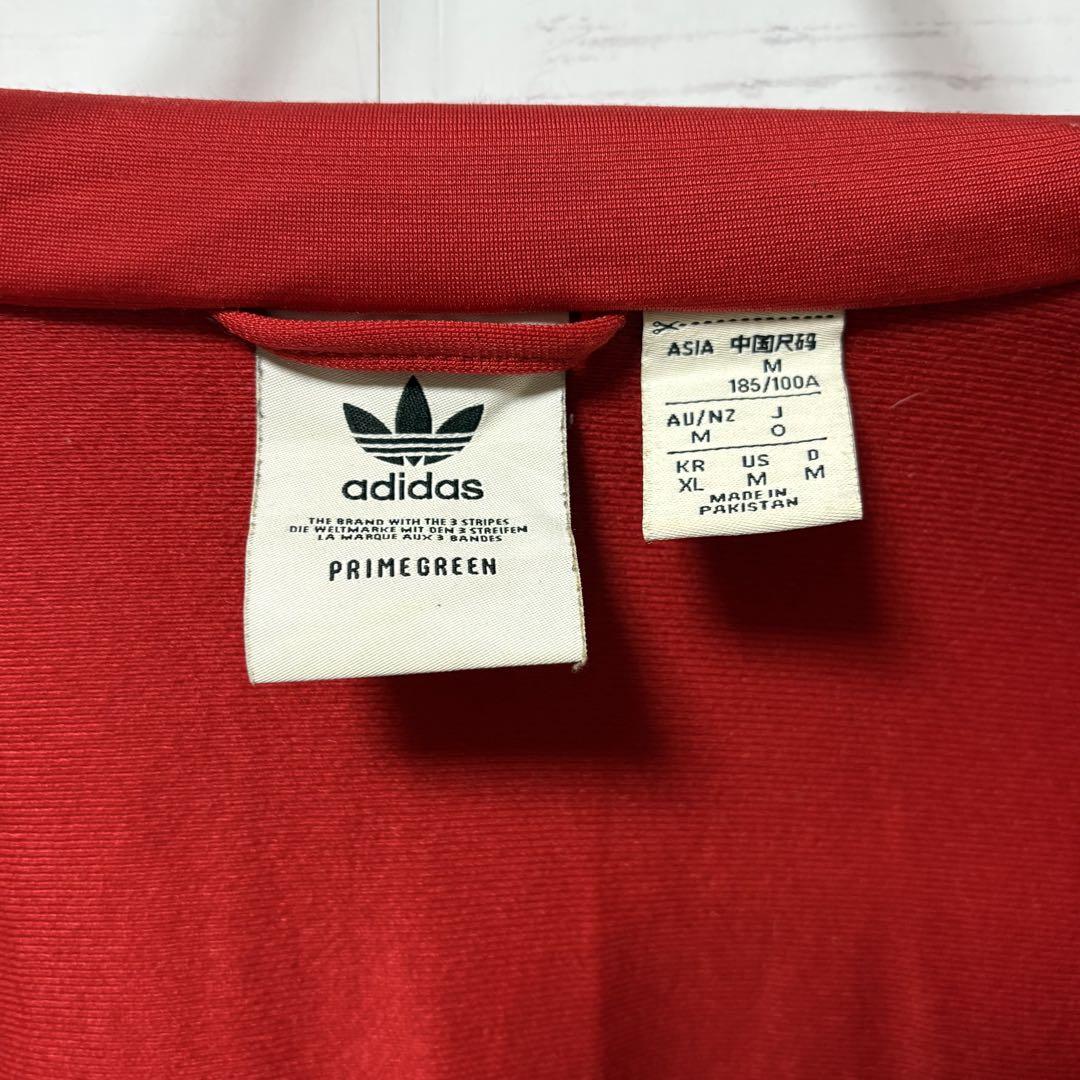 adidas
THE BRAND WITH THE 3 STRIPES
DIE WELTMARKE MIT DEN 3 STREIFEN
LA MARQUE AUX 3 BANDES
PRIMEGREEN
ASIA 中国尺码
M
185/100A
AU/NZ J
M O
KR US D
XL M M
MADE IN
PAKISTAN